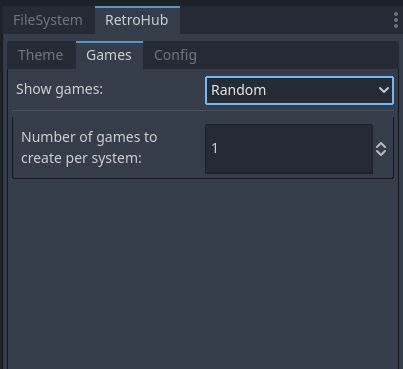 FileSystem RetroHub
Theme Games Config
Show games: Random
Number of games to
create per system:
1